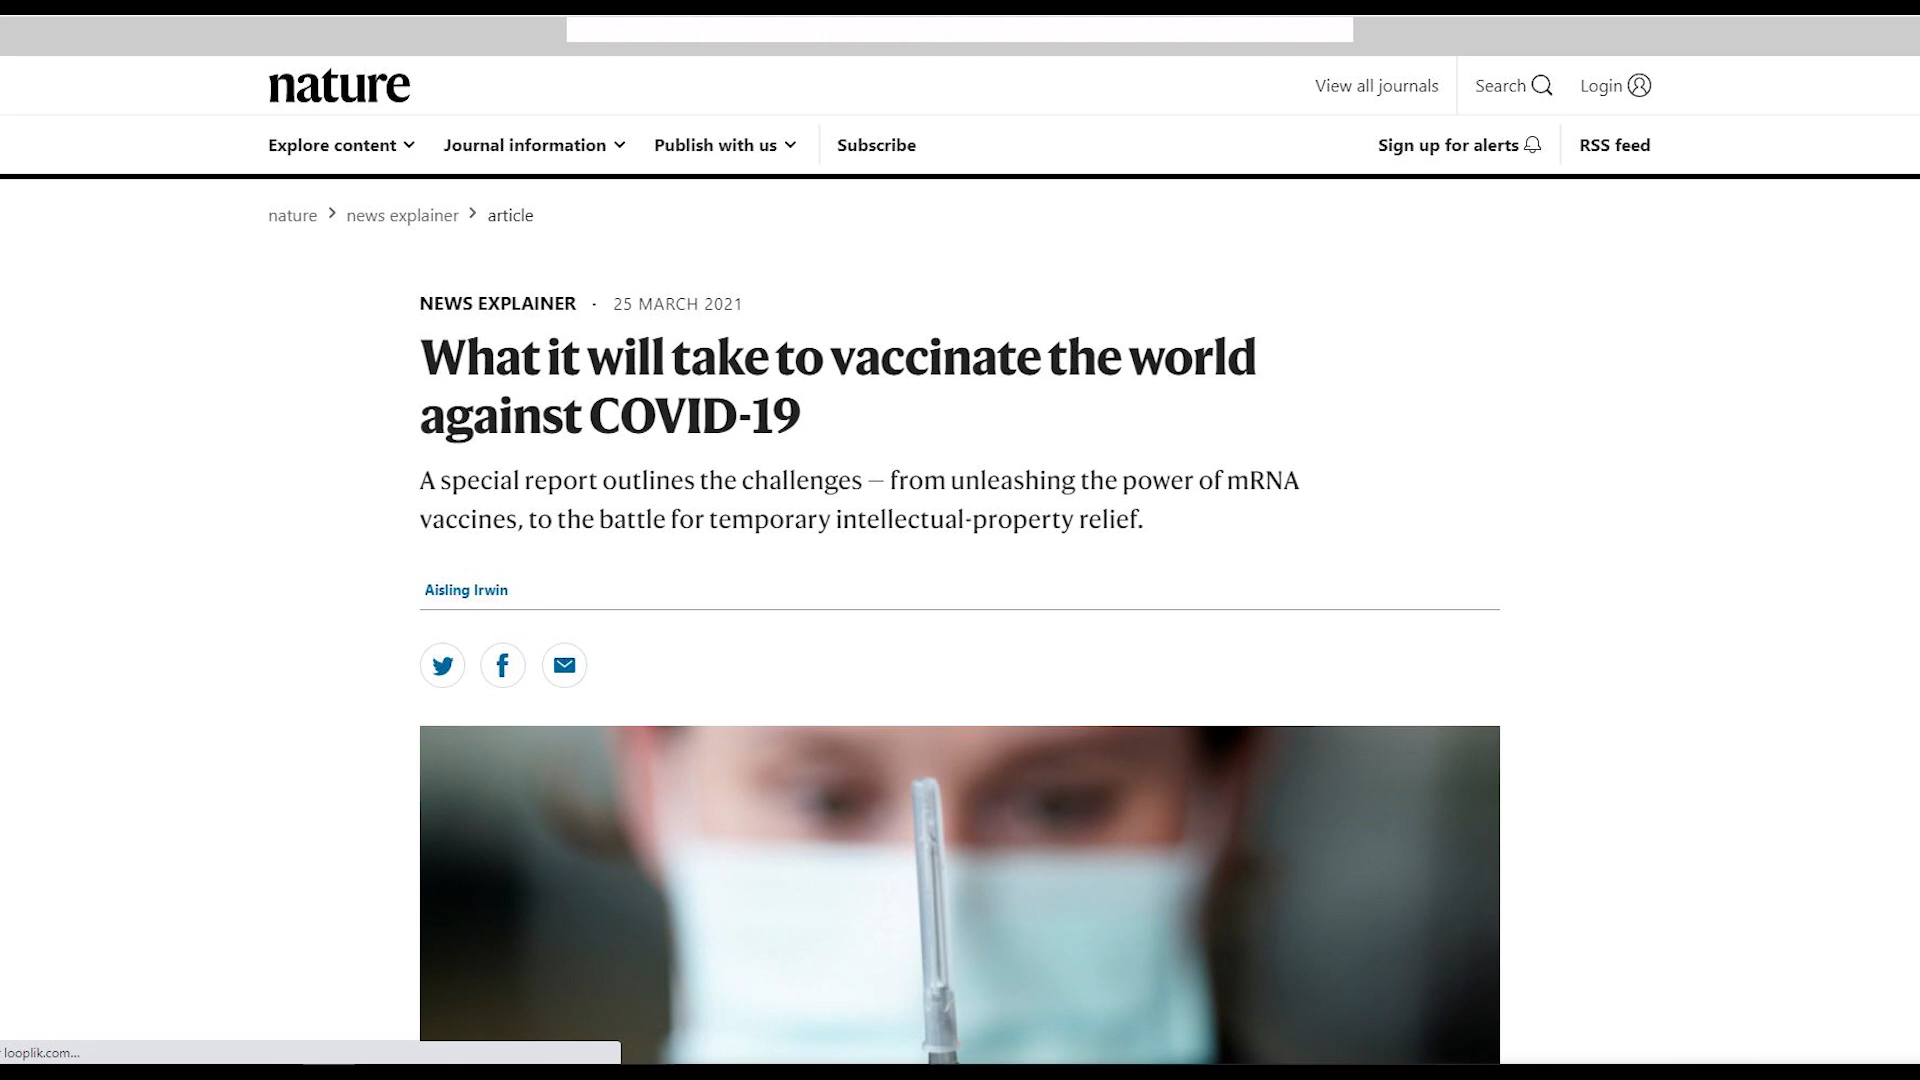 nature
View all journals
Search
Login
Explore content
Journal information
Publish with us
Subscribe
Sign up for alerts
RSS feed
nature > news explainer > article
NEWS EXPLAINER · 25 MARCH 2021
What it will take to vaccinate the world
against COVID-19
A special report outlines the challenges — from unleashing the power of mRNA
vaccines, to the battle for temporary intellectual-property relief.
Aisling Irwin
looplik.com...